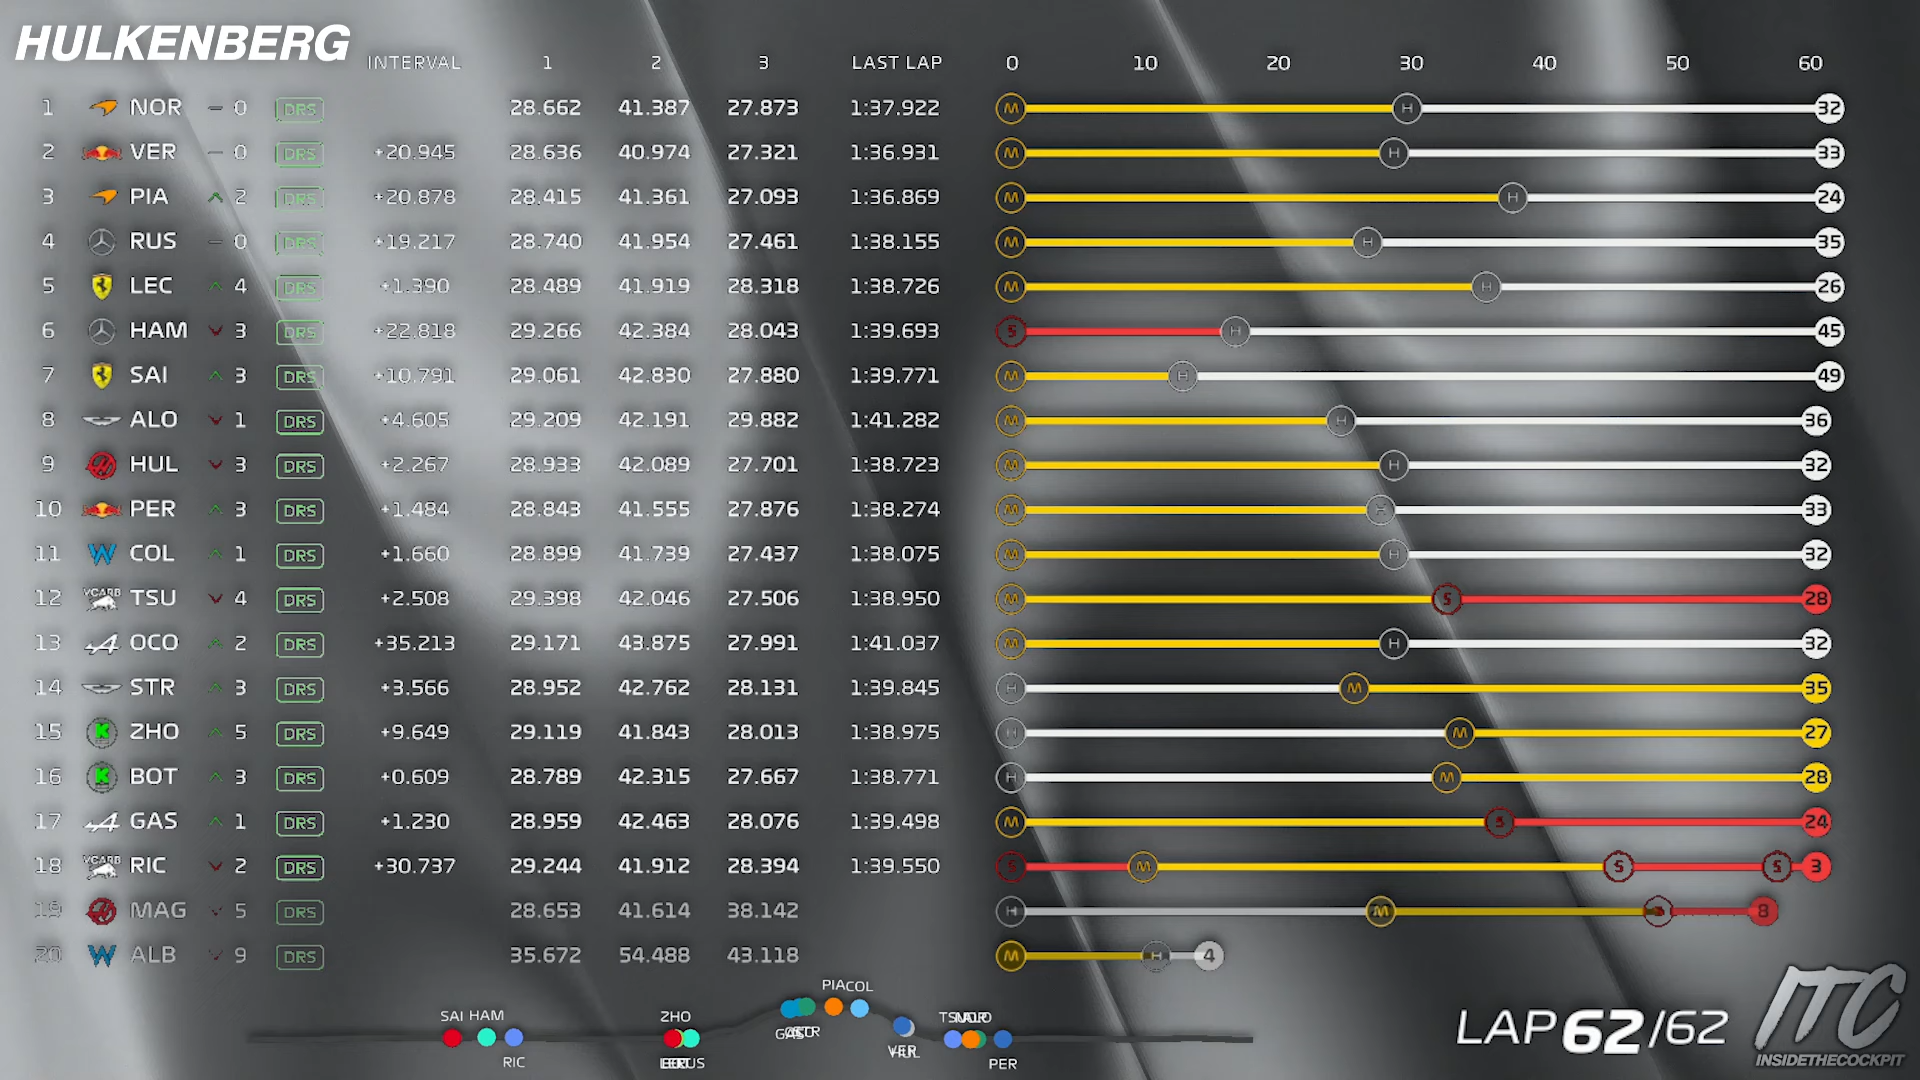 HULKENBERG
INTERVAL 1 2 3 LAST LAP 0 10 20 30 40 50 60
1 NOR 0 DRS 28.662 41.387 27.873 1:37.922 M H 32
2 VER 0 DRS +20.945 28.636 40.974 27.321 1:36.931 M H 33
3 PIA 2 DRS +20.878 28.415 41.361 27.093 1:36.869 M H 24
4 RUS 0 DRS +19.217 28.740 41.954 27.461 1:38.155 M H 35
5 LEC 4 DRS +1.390 28.489 41.919 28.318 1:38.726 M H 26
6 HAM 3 DRS +22.818 29.266 42.384 28.043 1:39.693 S H 45
7 SAI 3 DRS +10.791 29.061 42.830 27.880 1:39.771 M H 49
8 ALO 1 DRS +4.605 29.209 42.191 29.882 1:41.282 M H 36
9 HUL 3 DRS +2.267 28.933 42.089 27.701 1:38.723 M H 32
10 PER 3 DRS +1.484 28.843 41.555 27.876 1:38.274 M H 33
11 COL 1 DRS +1.660 28.899 41.739 27.437 1:38.075 M H 32
12 VCARB TSU 4 DRS +2.508 29.398 42.046 27.506 1:38.950 M S 28
13 OCO 2 DRS +35.213 29.171 43.875 27.991 1:41.037 M H 32
14 STR 3 DRS +3.566 28.952 42.762 28.131 1:39.845 H M 35
15 ZHO 5 DRS +9.649 29.119 41.843 28.013 1:38.975 H M 27
16 BOT 3 DRS +0.609 28.789 42.315 27.667 1:38.771 H M 28
17 GAS 1 DRS +1.230 28.959 42.463 28.076 1:39.498 M S 24
18 VCARB RIC 2 DRS +30.737 29.244 41.912 28.394 1:39.550 S M S S 3
19 MAG 5 DRS 28.653 41.614 38.142 H M 8
20 ALB 9 DRS 35.672 54.488 43.118 M H 4
PIA COL
SAI HAM ZHO
RIC PER
LAP 62/62
ITC
INSIDETHECOCKPIT